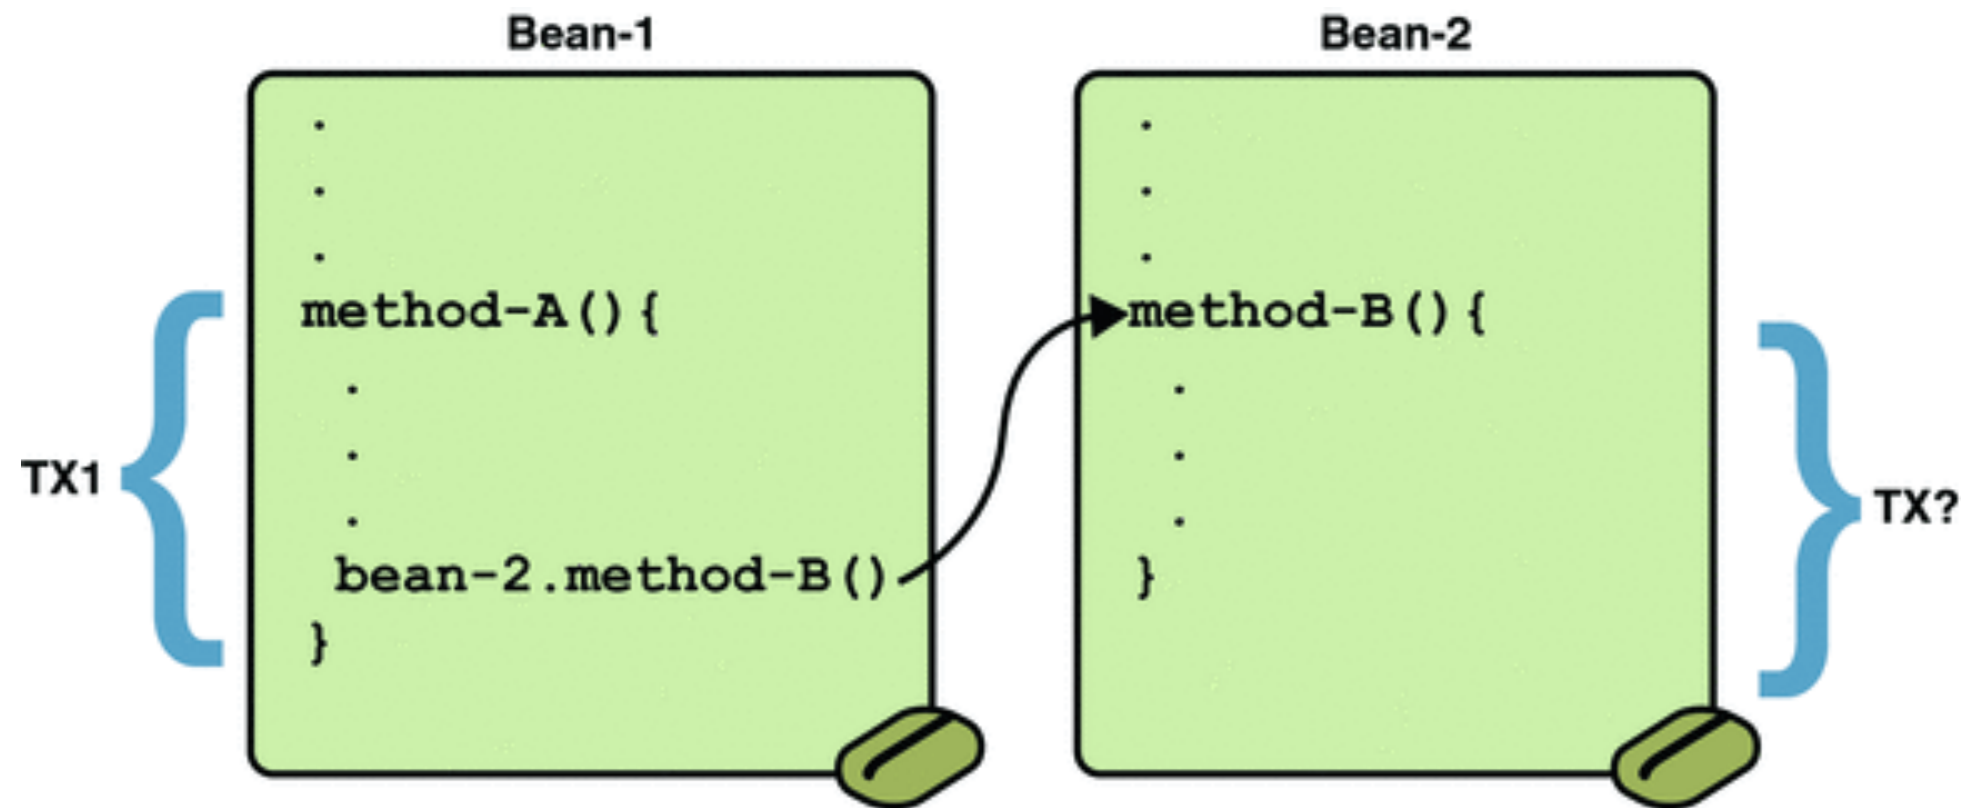 Bean-1
Bean-2
.
.
.
method-A(){
.
.
.
bean-2.method-B()
}
TX1
.
.
.
method-B(){
.
.
.
}
TX?